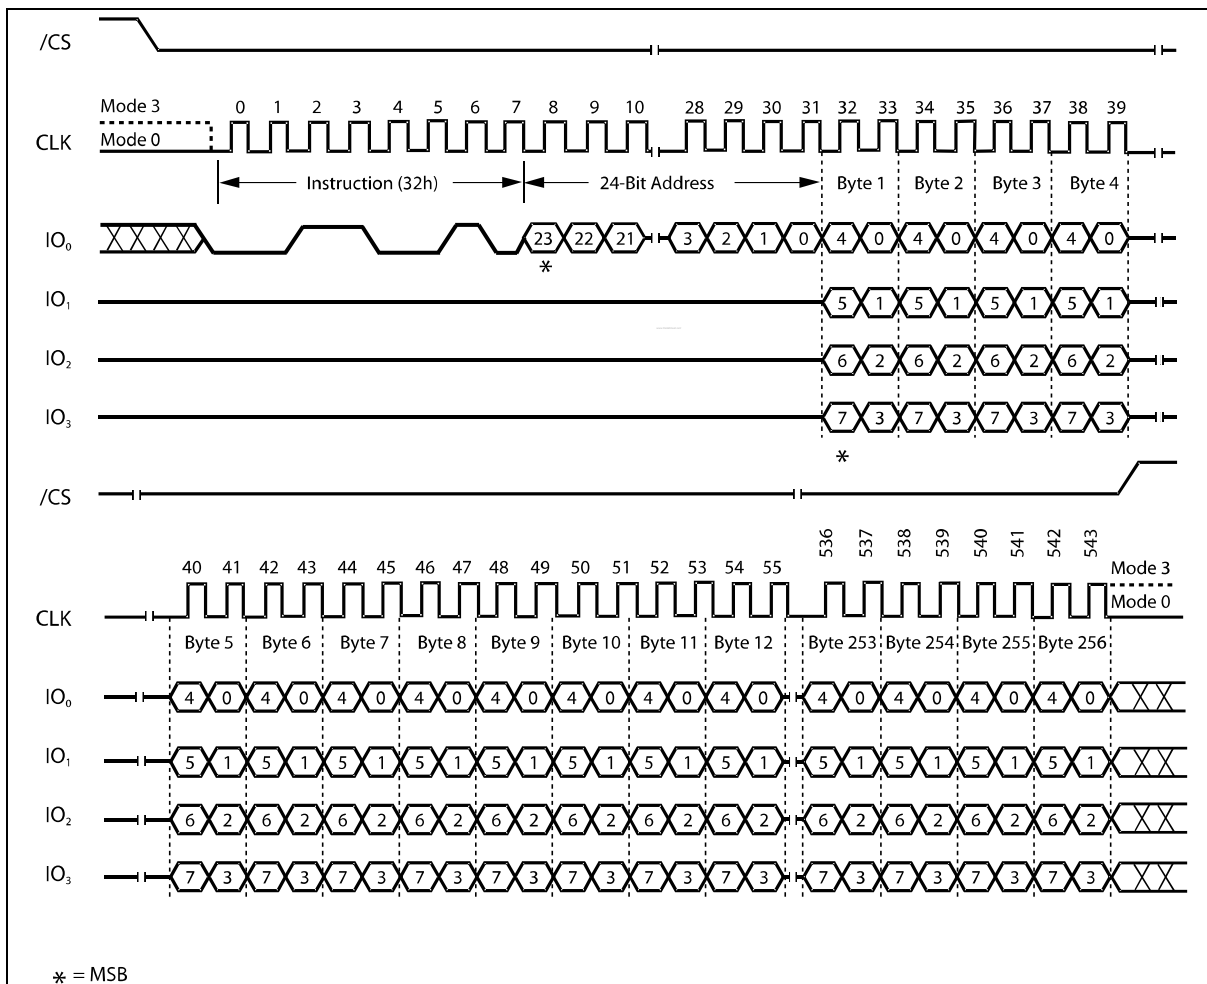 /CS
Mode 3
0 1 2 3 4 5 6 7 8 9 10 28 29 30 31 32 33 34 35 36 37 38 39
CLK
Mode 0
Instruction (32h) 24-Bit Address Byte 1 Byte 2 Byte 3 Byte 4
IO₀ 23 22 21 3 2 1 0 4 0 4 0 4 0 4 0
*
IO₁ 5 1 5 1 5 1 5 1
IO₂ 6 2 6 2 6 2 6 2
IO₃ 7 3 7 3 7 3 7 3
*
/CS
536 537 538 539 540 541 542 543
40 41 42 43 44 45 46 47 48 49 50 51 52 53 54 55
Mode 3
CLK
Mode 0
Byte 5 Byte 6 Byte 7 Byte 8 Byte 9 Byte 10 Byte 11 Byte 12 Byte 253 Byte 254 Byte 255 Byte 256
IO₀ 4 0 4 0 4 0 4 0 4 0 4 0 4 0 4 0 4 0 4 0 4 0 4 0
IO₁ 5 1 5 1 5 1 5 1 5 1 5 1 5 1 5 1 5 1 5 1 5 1 5 1
IO₂ 6 2 6 2 6 2 6 2 6 2 6 2 6 2 6 2 6 2 6 2 6 2 6 2
IO₃ 7 3 7 3 7 3 7 3 7 3 7 3 7 3 7 3 7 3 7 3 7 3 7 3
* = MSB